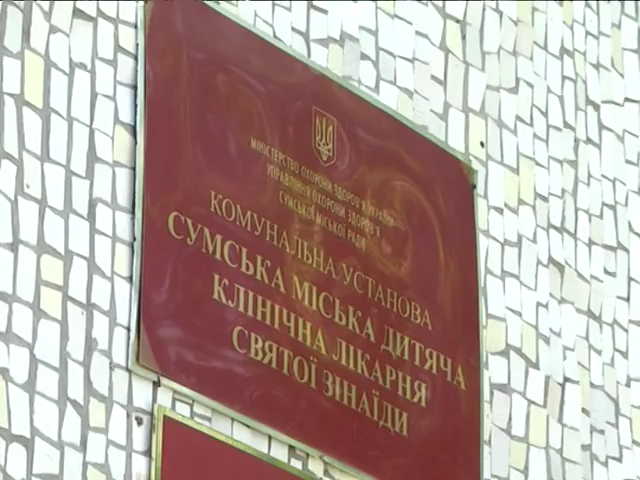 МІНІСТЕРСТВО ОХОРОНИ ЗДОРОВ'Я УКРАЇНИ
УПРАВЛІННЯ ОХОРОНИ ЗДОРОВ'Я
СУМСЬКОЇ МІСЬКОЇ РАДИ
КОМУНАЛЬНА УСТАНОВА
СУМСЬКА МІСЬКА ДИТЯЧА
КЛІНІЧНА ЛІКАРНЯ
СВЯТОЇ ЗІНАЇДИ